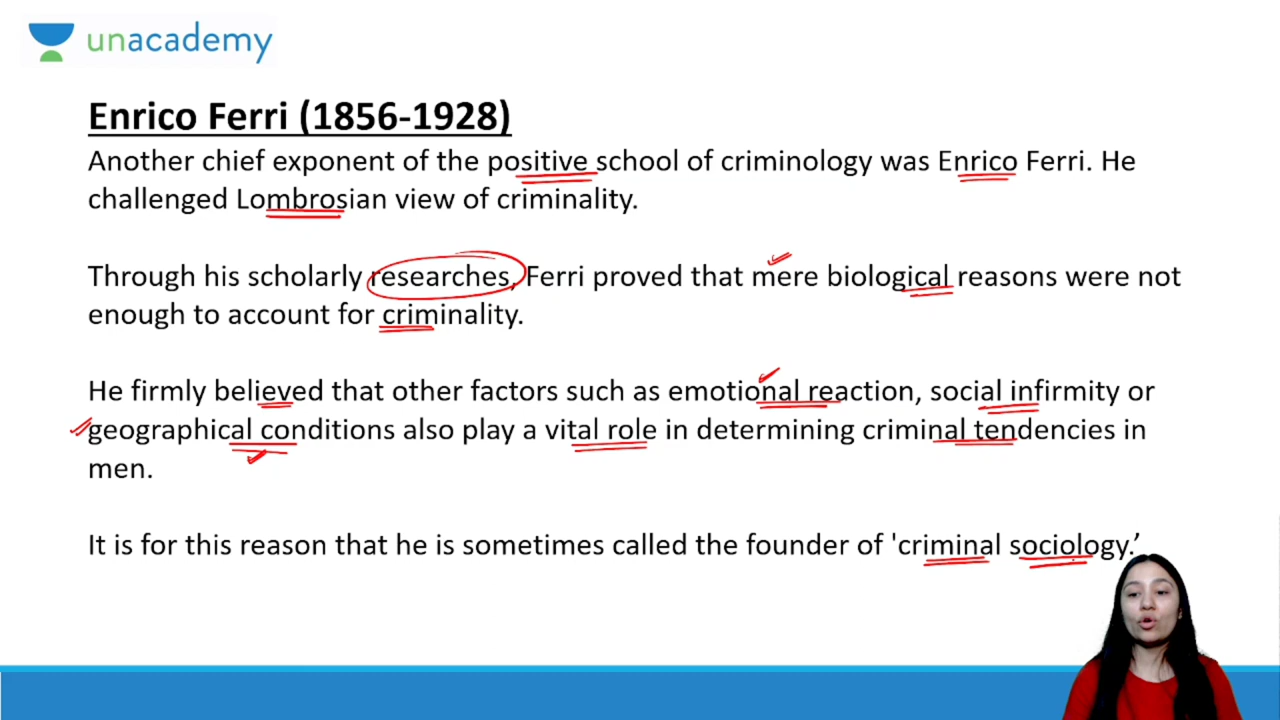 unacademy
Enrico Ferri (1856-1928)
Another chief exponent of the positive school of criminology was Enrico Ferri. He
challenged Lombrosian view of criminality.
Through his scholarly researches, Ferri proved that mere biological reasons were not
enough to account for criminality.
He firmly believed that other factors such as emotional reaction, social infirmity or
geographical conditions also play a vital role in determining criminal tendencies in
men.
It is for this reason that he is sometimes called the founder of 'criminal sociology.’